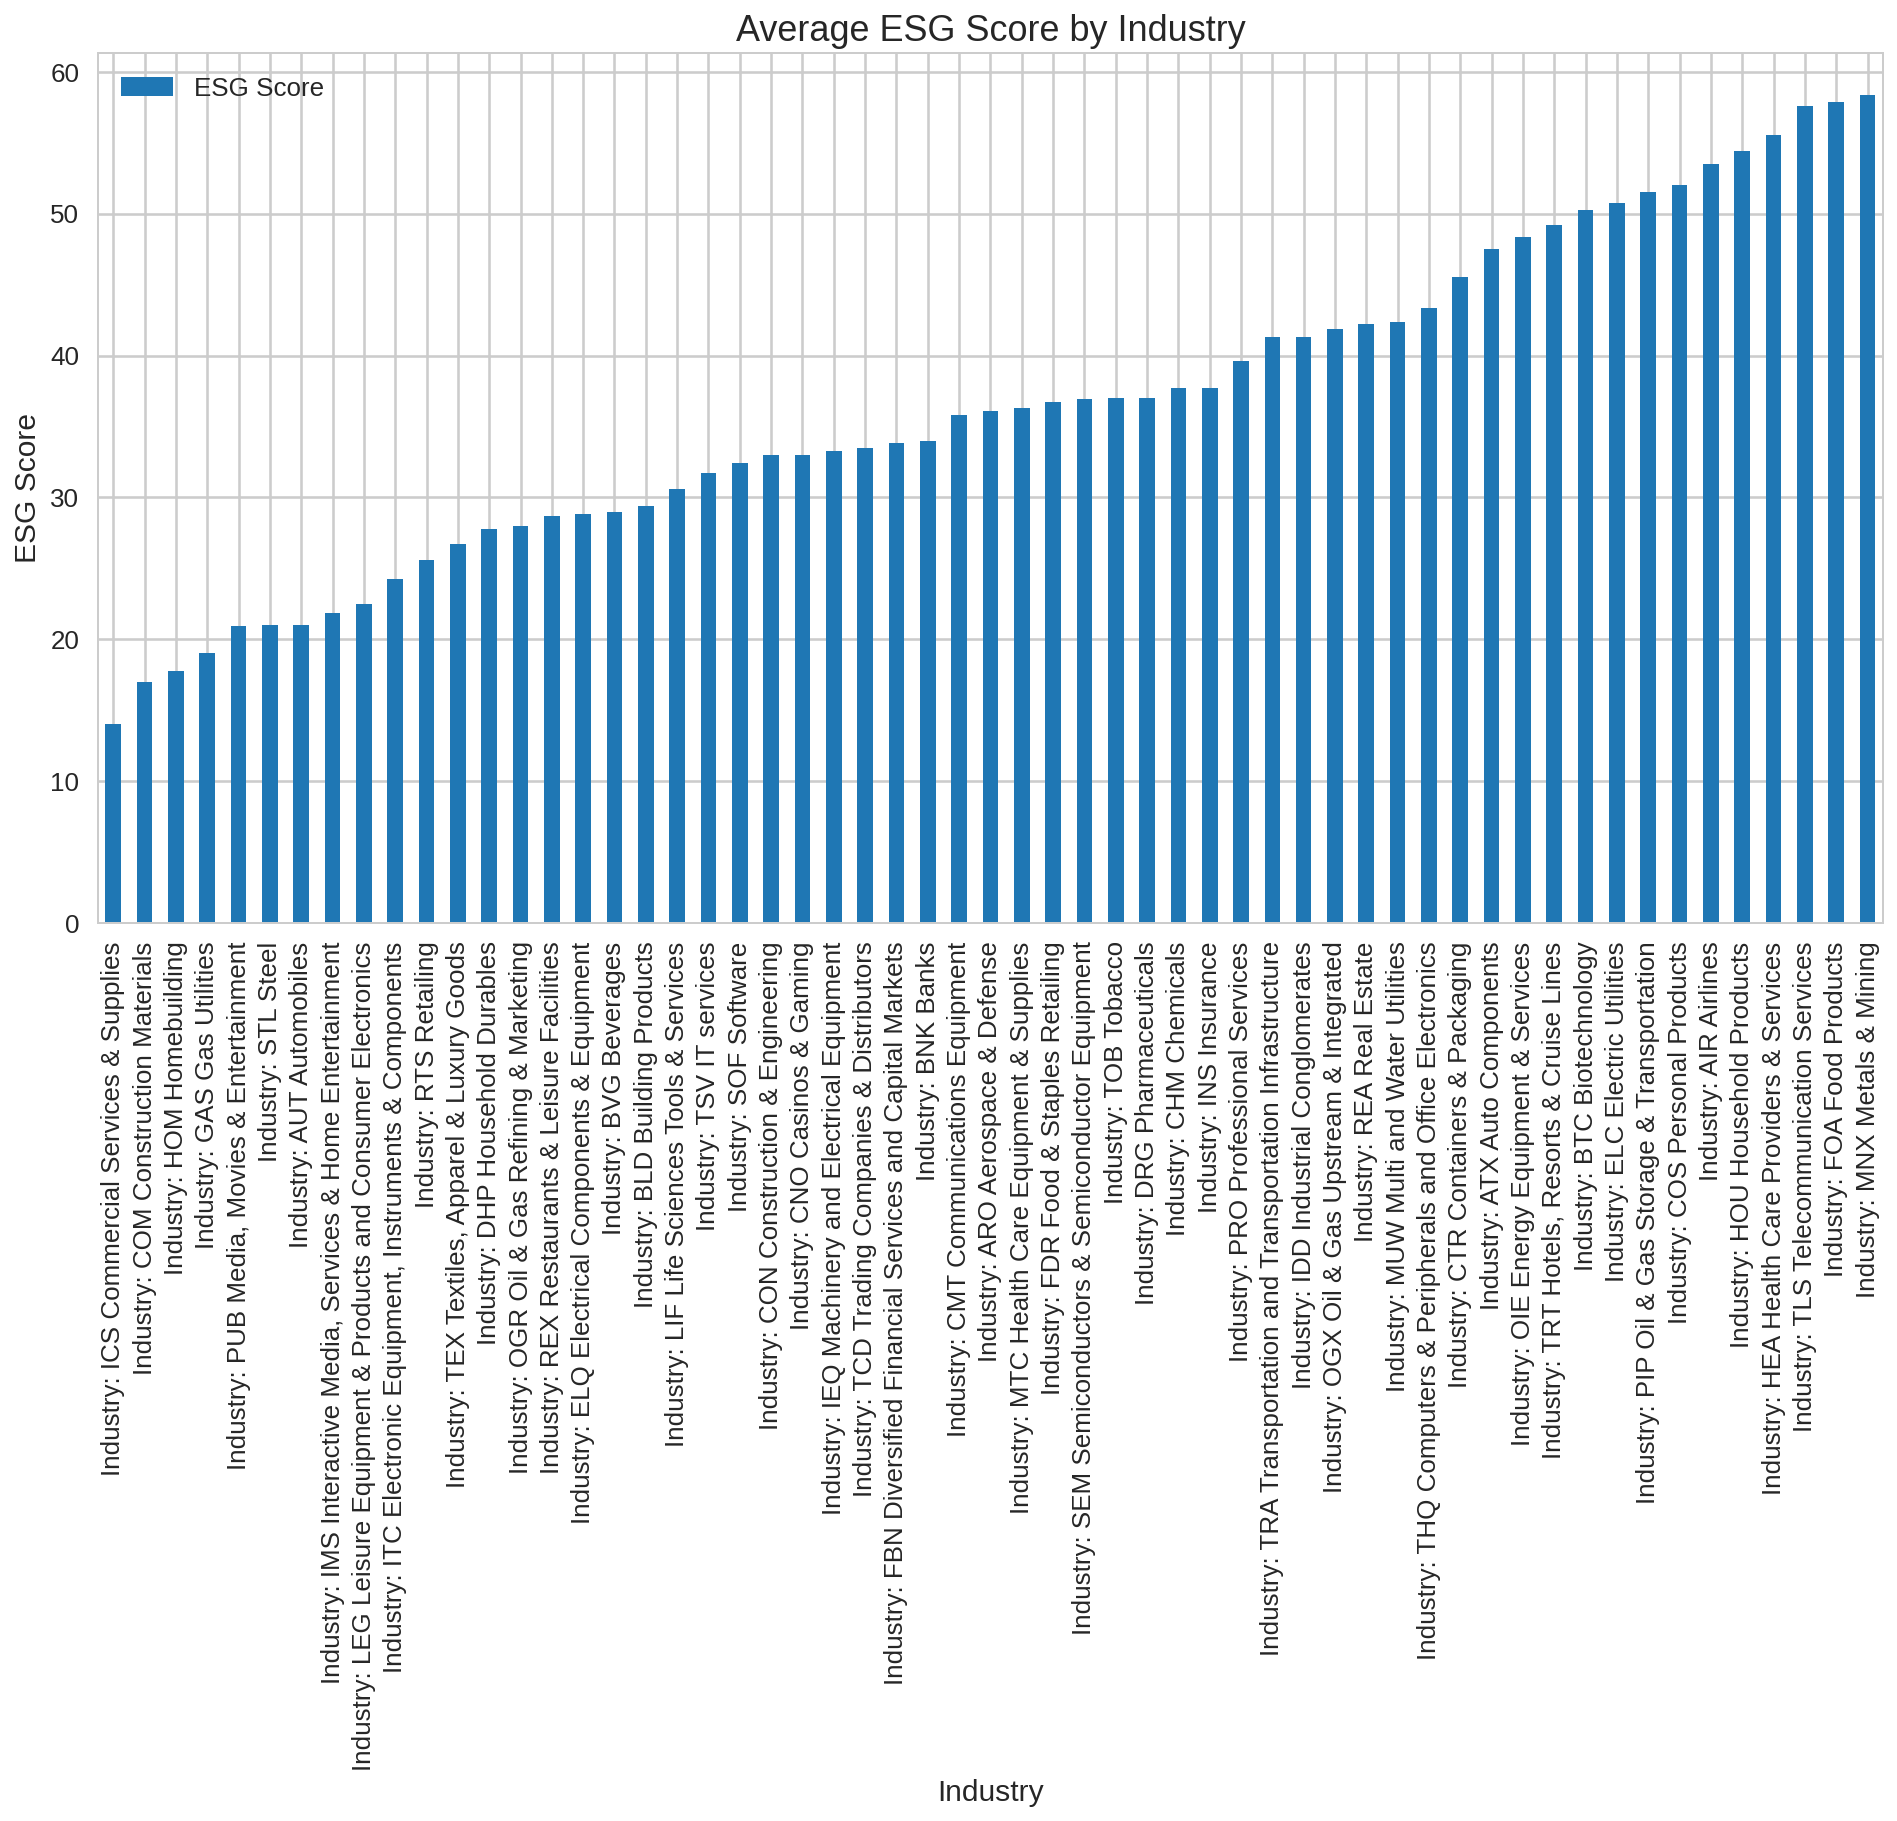 Average ESG Score by Industry
ESG Score
60
50
40
30
20
10
0
ESG Score
Industry: ICS Commercial Services & Supplies
Industry: COM Construction Materials
Industry: HOM Homebuilding
Industry: GAS Gas Utilities
Industry: PUB Media, Movies & Entertainment
Industry: STL Steel
Industry: AUT Automobiles
Industry: IMS Interactive Media, Services & Home Entertainment
Industry: LEG Leisure Equipment & Products and Consumer Electronics
Industry: ITC Electronic Equipment, Instruments & Components
Industry: RTS Retailing
Industry: TEX Textiles, Apparel & Luxury Goods
Industry: DHP Household Durables
Industry: OGR Oil & Gas Refining & Marketing
Industry: REX Restaurants & Leisure Facilities
Industry: ELQ Electrical Components & Equipment
Industry: BVG Beverages
Industry: BLD Building Products
Industry: LIF Life Sciences Tools & Services
Industry: TSV IT services
Industry: SOF Software
Industry: CON Construction & Engineering
Industry: CNO Casinos & Gaming
Industry: IEQ Machinery and Electrical Equipment
Industry: TCD Trading Companies & Distributors
Industry: FBN Diversified Financial Services and Capital Markets
Industry: BNK Banks
Industry: CMT Communications Equipment
Industry: ARO Aerospace & Defense
Industry: MTC Health Care Equipment & Supplies
Industry: FDR Food & Staples Retailing
Industry: SEM Semiconductors & Semiconductor Equipment
Industry: TOB Tobacco
Industry: DRG Pharmaceuticals
Industry: CHM Chemicals
Industry: INS Insurance
Industry: PRO Professional Services
Industry: TRA Transportation and Transportation Infrastructure
Industry: IDD Industrial Conglomerates
Industry: OGX Oil & Gas Upstream & Integrated
Industry: REA Real Estate
Industry: MUW Multi and Water Utilities
Industry: THQ Computers & Peripherals and Office Electronics
Industry: CTR Containers & Packaging
Industry: ATX Auto Components
Industry: OIE Energy Equipment & Services
Industry: TRT Hotels, Resorts & Cruise Lines
Industry: BTC Biotechnology
Industry: ELC Electric Utilities
Industry: PIP Oil & Gas Storage & Transportation
Industry: COS Personal Products
Industry: AIR Airlines
Industry: HOU Household Products
Industry: HEA Health Care Providers & Services
Industry: TLS Telecommunication Services
Industry: FOA Food Products
Industry: MNX Metals & Mining
Industry